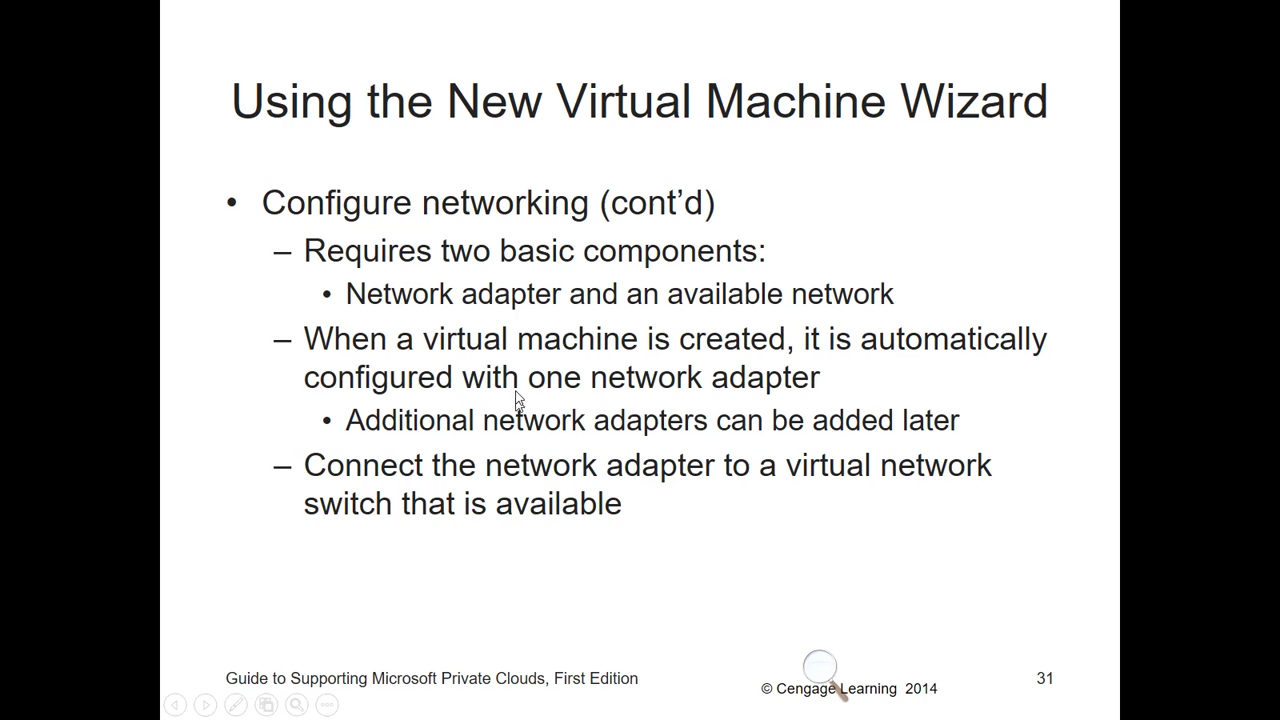 Using the New Virtual Machine Wizard
• Configure networking (cont’d)
– Requires two basic components:
• Network adapter and an available network
– When a virtual machine is created, it is automatically
configured with one network adapter
• Additional network adapters can be added later
– Connect the network adapter to a virtual network
switch that is available
Guide to Supporting Microsoft Private Clouds, First Edition
© Cengage Learning 2014
31